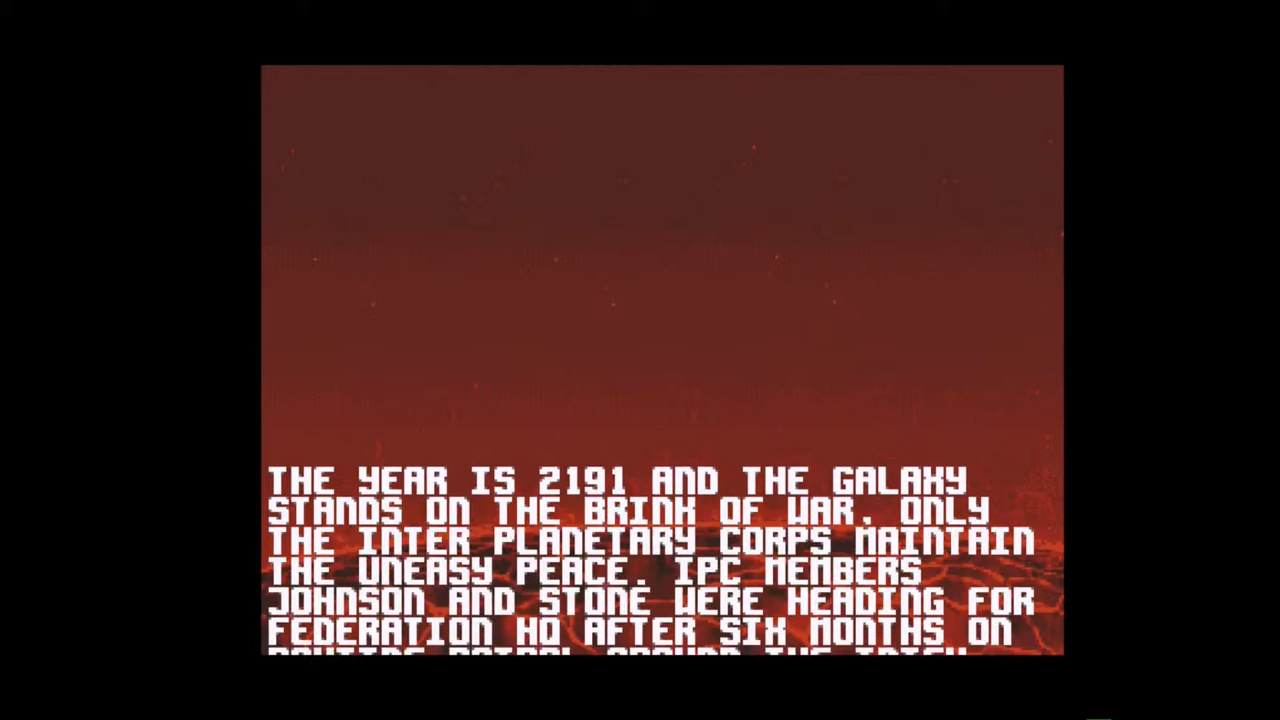 THE YEAR IS 2191 AND THE GALAXY
STANDS ON THE BRINK OF WAR. ONLY
THE INTER PLANETARY CORPS MAINTAIN
THE UNEASY PEACE. IPC MEMBERS
JOHNSON AND STONE WERE HEADING FOR
FEDERATION HQ AFTER SIX MONTHS ON